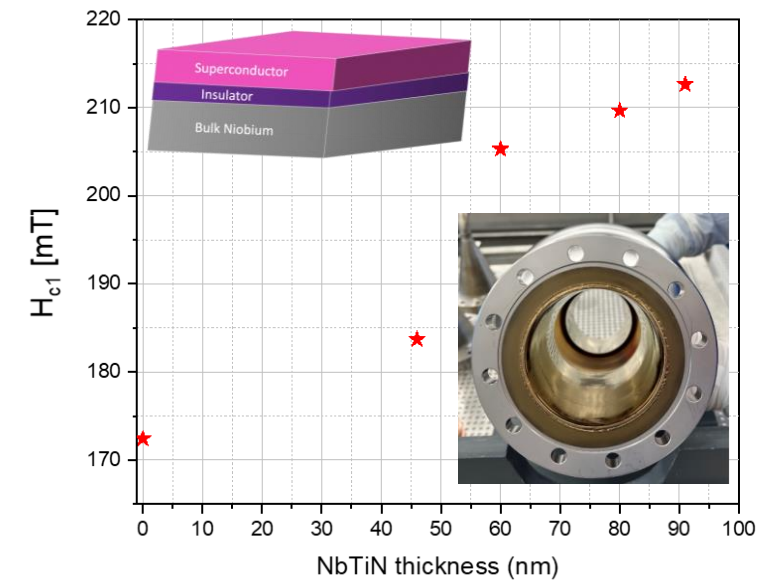 220
210
200
190
180
170
H_c1 [mT]
Superconductor
Insulator
Bulk Niobium
0 10 20 30 40 50 60 70 80 90 100
NbTiN thickness (nm)